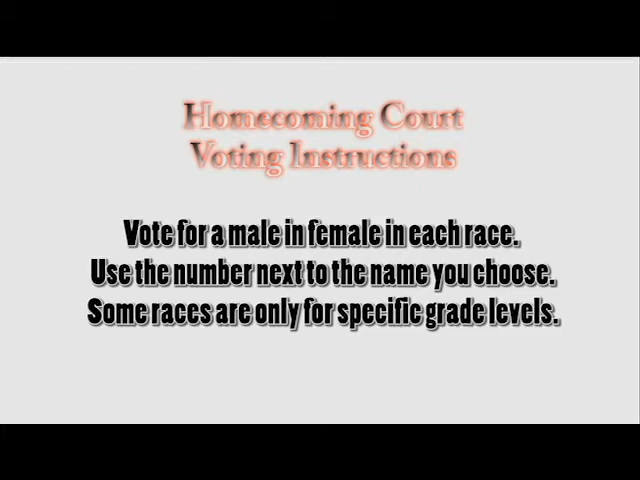 Homecoming Court
Voting Instructions
Vote for a male in female in each race.
Use the number next to the name you choose.
Some races are only for specific grade levels.